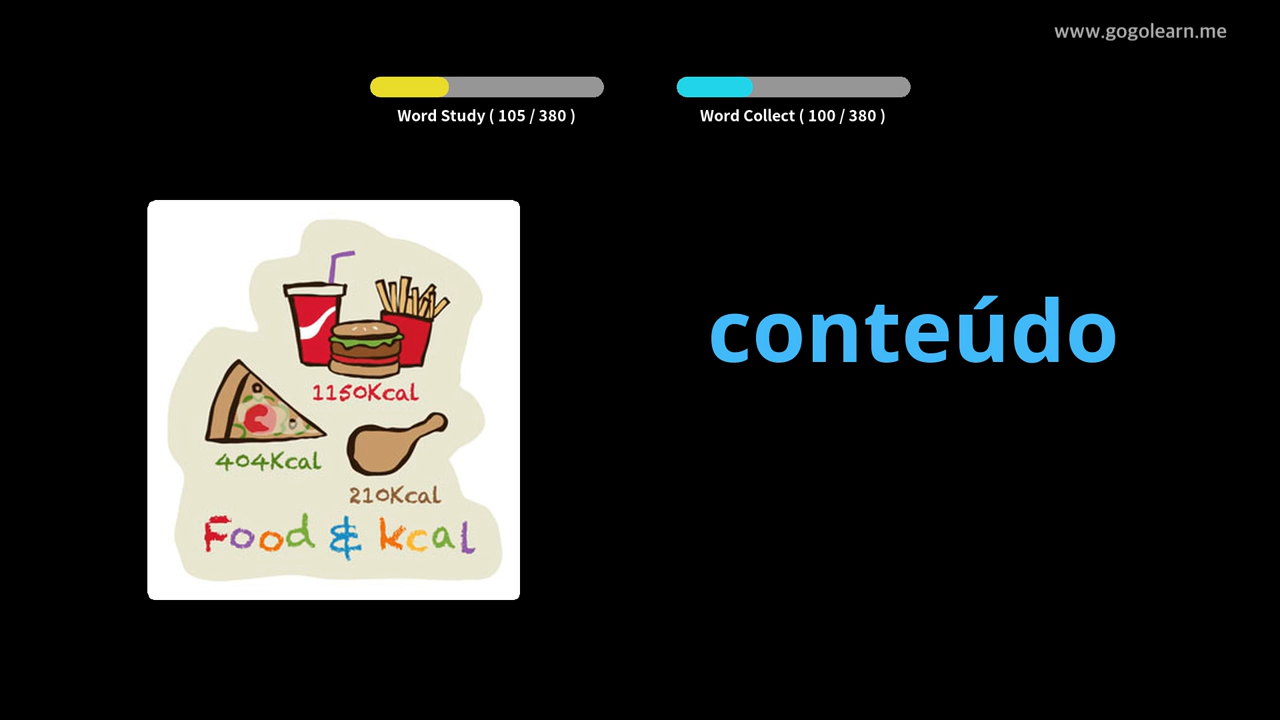 www.gogolearn.me
Word Study ( 105 / 380 )
Word Collect ( 100 / 380 )
conteúdo
1150Kcal
404Kcal
210Kcal
Food & kcal